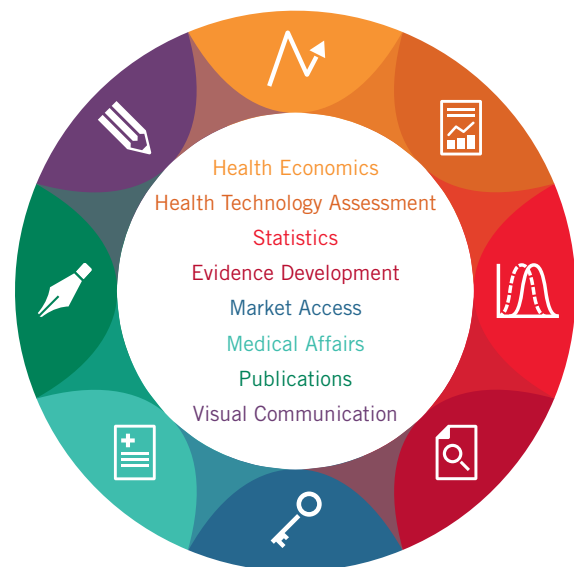 Health Economics
Health Technology Assessment
Statistics
Evidence Development
Market Access
Medical Affairs
Publications
Visual Communication